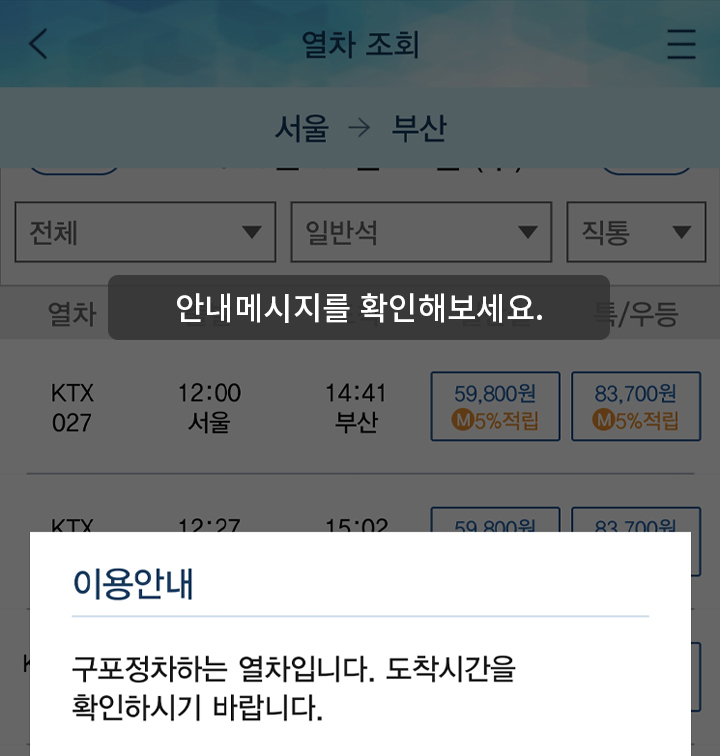 열차 조회
서울 → 부산
전체 일반석 직통
안내메시지를 확인해보세요.
열차 특/우등
KTX 12:00 14:41 59,800원 83,700원
027 서울 부산 M5%적립 M5%적립
KTX 12:27 15:02 59,800원 83,700원
이용안내
구포정차하는 열차입니다. 도착시간을
확인하시기 바랍니다.